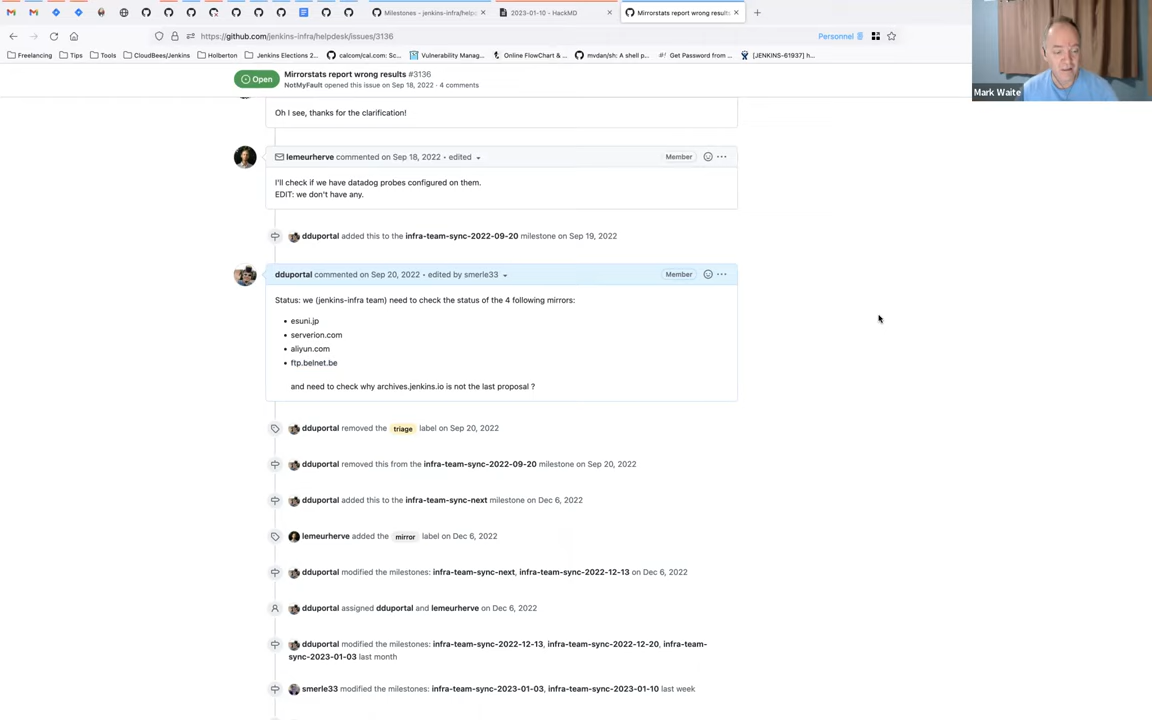 Milestones - jenkins-infra/help
2023-01-10 - HackMD
Mirrorstats report wrong result
https://github.com/jenkins-infra/helpdesk/issues/3136
Personnel
Freelancing
Tips
Tools
CloudBees/Jenkins
Holberton
Jenkins Elections 2...
calcom/cal.com: Sc...
Vulnerability Manag...
Online FlowChart &...
mvdan/sh: A shell p...
Get Password from...
[JENKINS-61937] h...
Mark Waite
Open
Mirrorstats report wrong results #3136
NotMyFault opened this issue on Sep 18, 2022 · 4 comments
Oh I see, thanks for the clarification!
lemeurherve commented on Sep 18, 2022 • edited
Member
I'll check if we have datadog probes configured on them.
EDIT: we don't have any.
dduportal added this to the infra-team-sync-2022-09-20 milestone on Sep 19, 2022
dduportal commented on Sep 20, 2022 • edited by smerle33
Member
Status: we (jenkins-infra team) need to check the status of the 4 following mirrors:
• esuni.jp
• serverion.com
• aliyun.com
• ftp.belnet.be
and need to check why archives.jenkins.io is not the last proposal ?
dduportal removed the triage label on Sep 20, 2022
dduportal removed this from the infra-team-sync-2022-09-20 milestone on Sep 20, 2022
dduportal added this to the infra-team-sync-next milestone on Dec 6, 2022
lemeurherve added the mirror label on Dec 6, 2022
dduportal modified the milestones: infra-team-sync-next, infra-team-sync-2022-12-13 on Dec 6, 2022
dduportal assigned dduportal and lemeurherve on Dec 6, 2022
dduportal modified the milestones: infra-team-sync-2022-12-13, infra-team-sync-2022-12-20, infra-team-
sync-2023-01-03 last month
smerle33 modified the milestones: infra-team-sync-2023-01-03, infra-team-sync-2023-01-10 last week